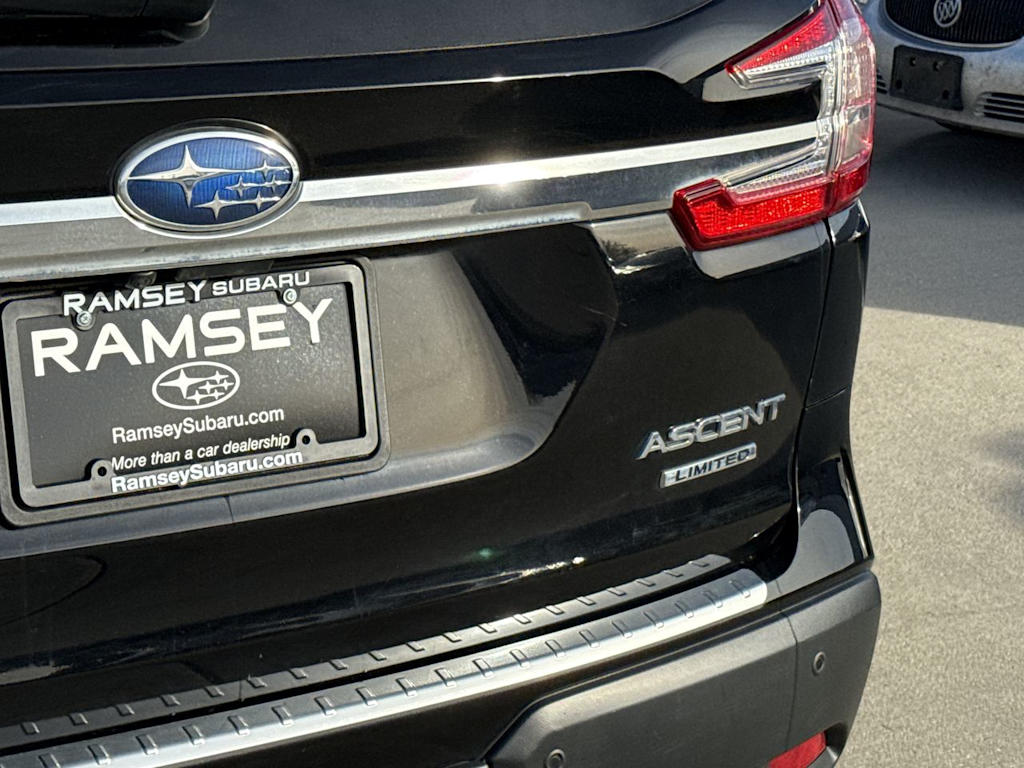 RAMSEY SUBARU
RAMSEY
RamseySubaru.com
More than a car dealership
RamseySubaru.com
ASCENT
LIMITED